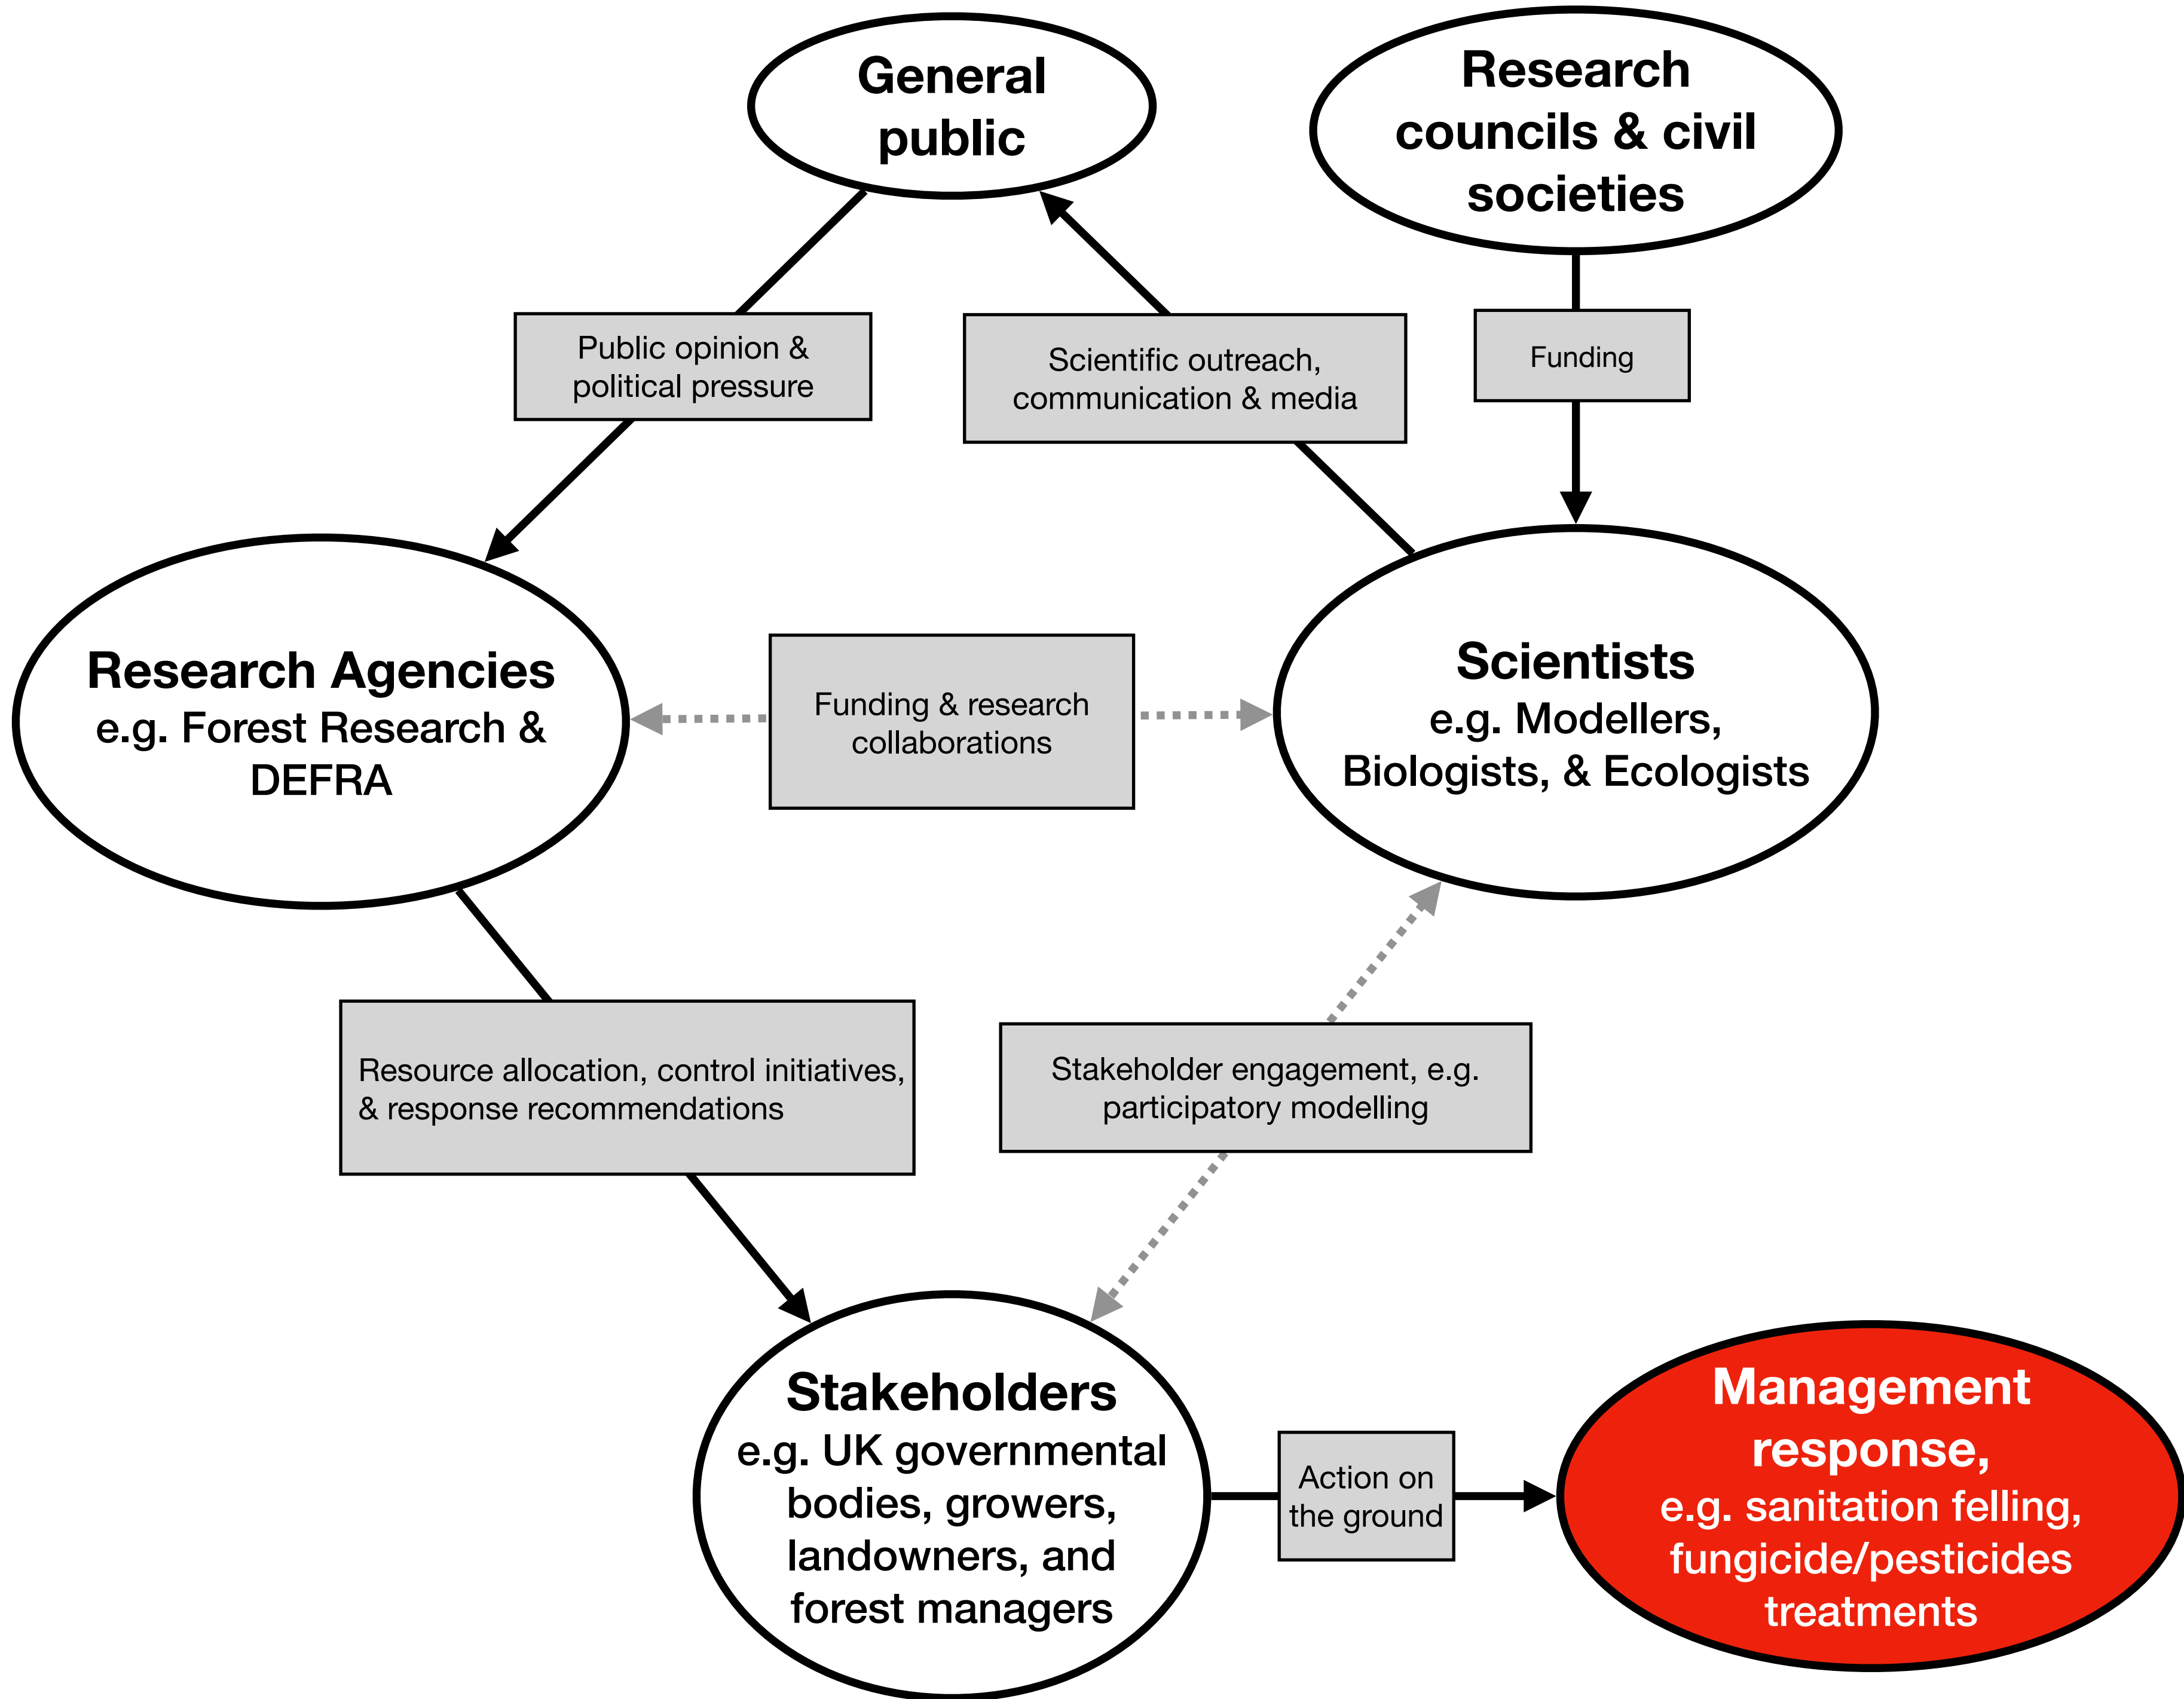 General
public
Research
councils & civil
societies
Public opinion &
political pressure
Scientific outreach,
communication & media
Funding
Research Agencies
e.g. Forest Research &
DEFRA
Funding & research
collaborations
Scientists
e.g. Modellers,
Biologists, & Ecologists
Resource allocation, control initiatives,
& response recommendations
Stakeholder engagement, e.g.
participatory modelling
Stakeholders
e.g. UK governmental
bodies, growers,
landowners, and
forest managers
Action on
the ground
Management
response,
e.g. sanitation felling,
fungicide/pesticides
treatments